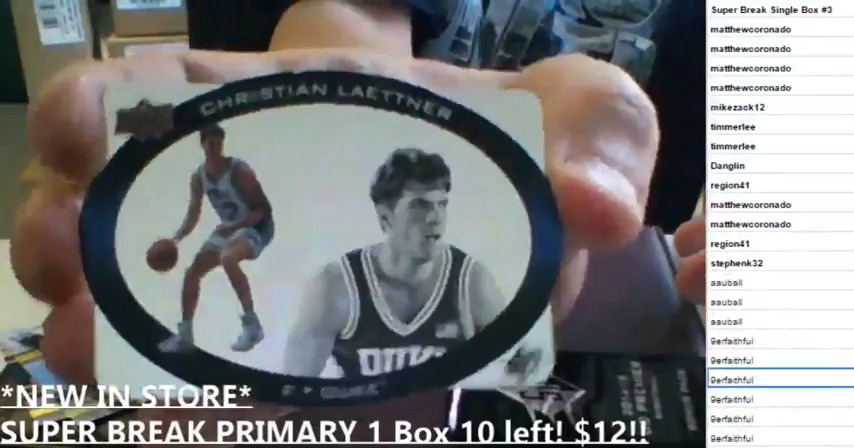 CHRISTIAN LAETTNER
DUKE
*NEW IN STORE*
SUPER BREAK PRIMARY 1 Box 10 left! $12!!
Super Break Single Box #3
matthewcoronado
matthewcoronado
matthewcoronado
matthewcoronado
mikezack12
timmerlee
timmerlee
Danglin
region41
matthewcoronado
matthewcoronado
region41
stephenk32
aauball
aauball
aauball
9erfaithful
9erfaithful
9erfaithful
9erfaithful
9erfaithful
9erfaithful